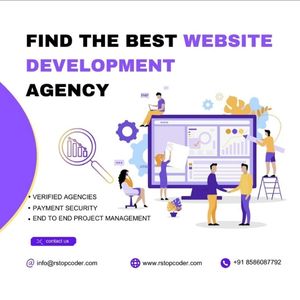 FIND THE BEST WEBSITE
DEVELOPMENT
AGENCY
• VERIFIED AGENCIES
• PAYMENT SECURITY
• END TO END PROJECT MANAGEMENT
contact us
info@rstopcoder.com
www.rstopcoder.com
+91 8586087792